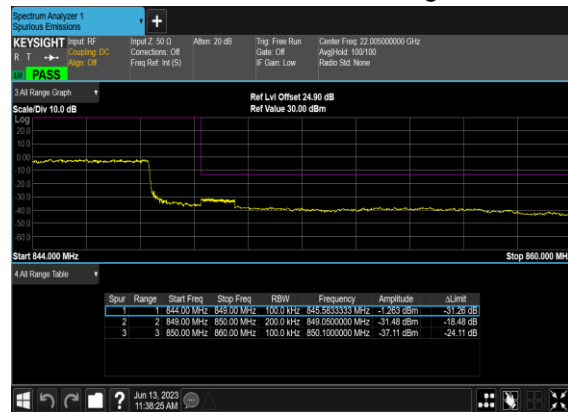 Spectrum Analyzer 1
Spurious Emissions
+
KEYSIGHT Input: RF Input Z: 50 Ω Atten: 20 dB Trig: Free Run Center Freq: 22.005000000 GHz
R T Coupling: DC Corrections: Off Gate: Off Avg|Hold: 100/100
Align: Off Freq Ref: Int (S) IF Gain: Low Radio Std: None
PASS
3 All Range Graph Ref Lvl Offset 24.90 dB
Scale/Div 10.0 dB Ref Value 30.00 dBm
Log
20.0
10.0
0.00
-10.0
-20.0
-30.0
-40.0
-50.0
-60.0
Start 844.000 MHz Stop 860.000 MH
4 All Range Table
Spur Range Start Freq Stop Freq RBW Frequency Amplitude ΔLimit
1 1 844.00 MHz 849.00 MHz 100.0 kHz 845.5833333 MHz -1.263 dBm -31.26 dB
2 2 849.00 MHz 850.00 MHz 200.0 kHz 849.0500000 MHz -31.48 dBm -18.48 dB
3 3 850.00 MHz 860.00 MHz 100.0 kHz 850.1000000 MHz -37.11 dBm -24.11 dB
? Jun 13, 2023
11:38:25 AM